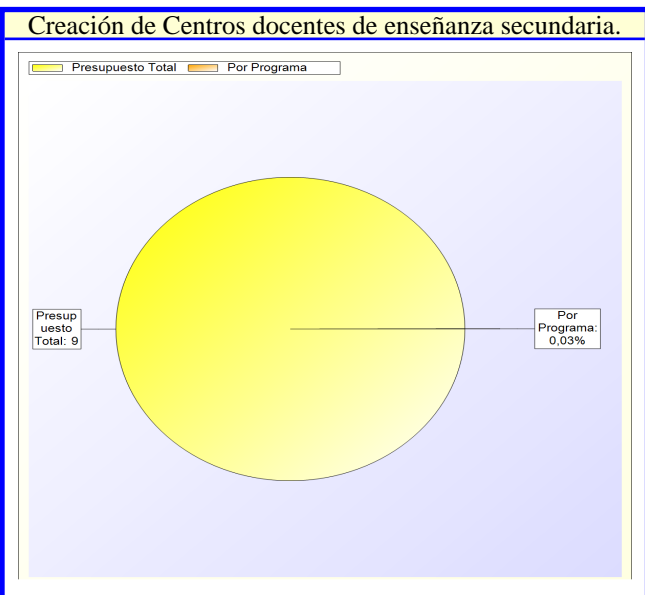 Creación de Centros docentes de enseñanza secundaria.
Presupuesto Total Por Programa
Presup
uesto
Total: 9
Por
Programa:
0,03%